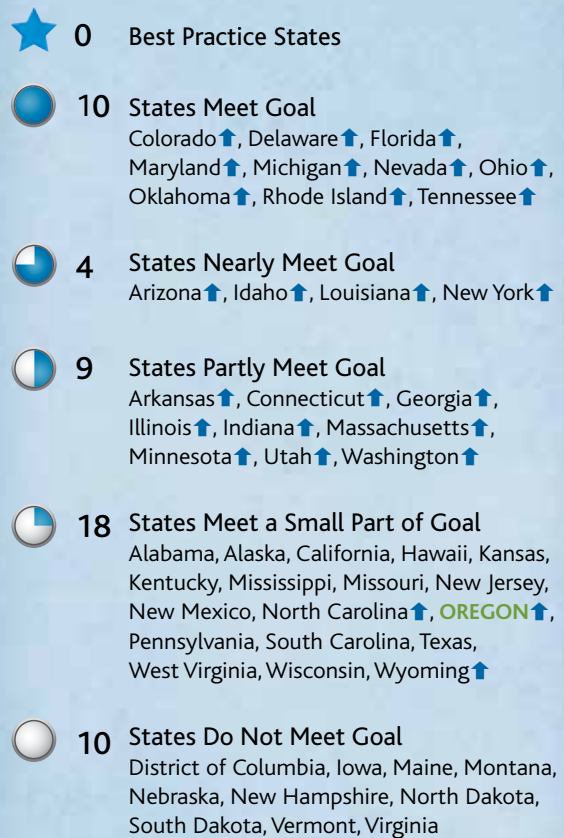 0 Best Practice States
10 States Meet Goal
Colorado⬆, Delaware⬆, Florida⬆,
Maryland⬆, Michigan⬆, Nevada⬆, Ohio⬆,
Oklahoma⬆, Rhode Island⬆, Tennessee⬆
4 States Nearly Meet Goal
Arizona⬆, Idaho⬆, Louisiana⬆, New York⬆
9 States Partly Meet Goal
Arkansas⬆, Connecticut⬆, Georgia⬆,
Illinois⬆, Indiana⬆, Massachusetts⬆,
Minnesota⬆, Utah⬆, Washington⬆
18 States Meet a Small Part of Goal
Alabama, Alaska, California, Hawaii, Kansas,
Kentucky, Mississippi, Missouri, New Jersey,
New Mexico, North Carolina⬆, OREGON⬆,
Pennsylvania, South Carolina, Texas,
West Virginia, Wisconsin, Wyoming⬆
10 States Do Not Meet Goal
District of Columbia, Iowa, Maine, Montana,
Nebraska, New Hampshire, North Dakota,
South Dakota, Vermont, Virginia